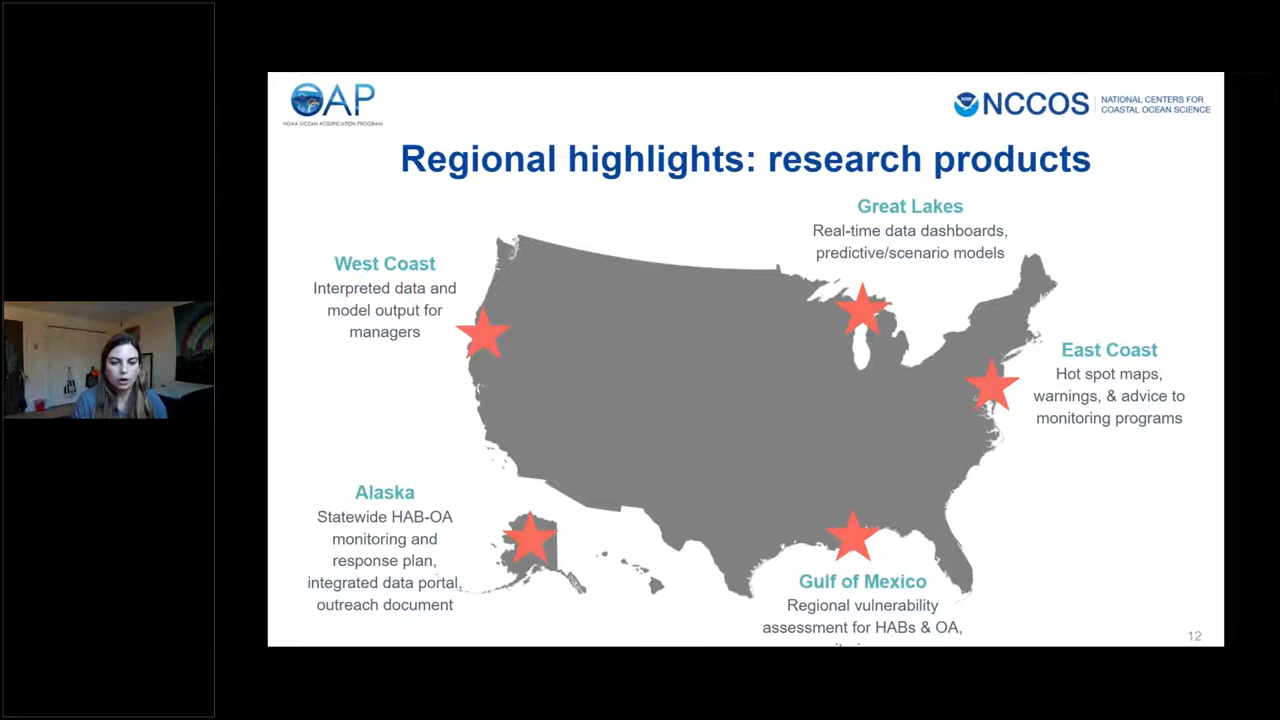 OAP
NOAA OCEAN ACIDIFICATION PROGRAM
NCCOS
NATIONAL CENTERS FOR
COASTAL OCEAN SCIENCE
Regional highlights: research products
Great Lakes
Real-time data dashboards,
predictive/scenario models
West Coast
Interpreted data and
model output for
managers
East Coast
Hot spot maps,
warnings, & advice to
monitoring programs
Alaska
Statewide HAB-OA
monitoring and
response plan,
integrated data portal,
outreach document
Gulf of Mexico
Regional vulnerability
assessment for HABs & OA,
12